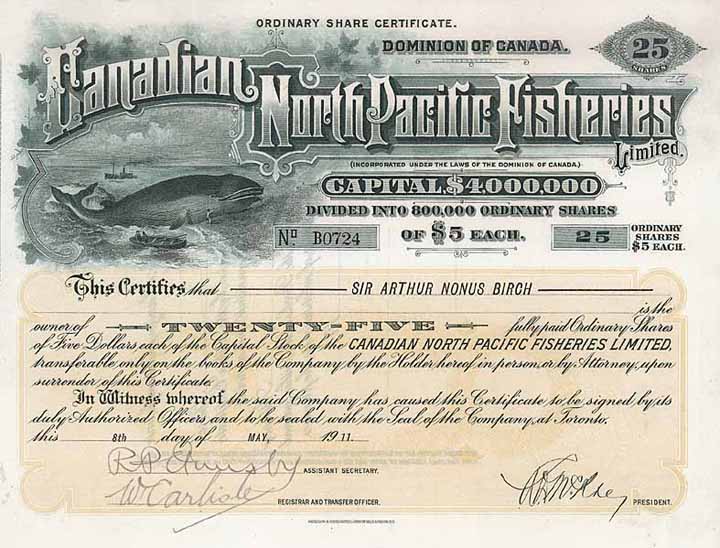 ORDINARY SHARE CERTIFICATE.
DOMINION OF CANADA.
25
SHARES
Canadian
North Pacific Fisheries
Limited.
(INCORPORATED UNDER THE LAWS OF THE DOMINION OF CANADA.)
CAPITAL, $4,000,000
DIVIDED INTO 800,000 ORDINARY SHARES
No B0724 OF $5 EACH. 25 ORDINARY SHARES $5 EACH.
This Certifies that SIR ARTHUR NONUS BIRCH
is the
owner of TWENTY-FIVE fully paid Ordinary Shares
of Five Dollars each of the Capital Stock of the CANADIAN NORTH PACIFIC FISHERIES LIMITED,
transferable only on the books of the Company by the Holder hereof in person, or by Attorney, upon
surrender of this Certificate.
In Witness whereof the said Company has caused this Certificate to be signed by its
duly Authorized Officers, and to be sealed with the Seal of the Company, at Toronto.
this 8th day of MAY, 1911.
ASSISTANT SECRETARY.
W. Carlisle
REGISTRAR AND TRANSFER OFFICER.
PRESIDENT.